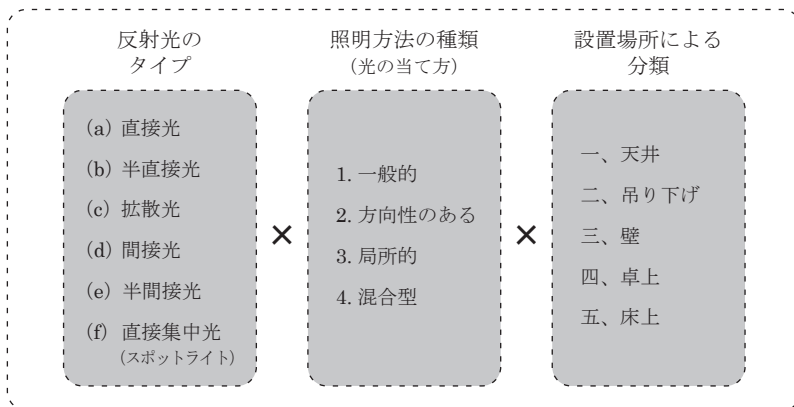 反射光の
タイプ
(a) 直接光
(b) 半直接光
(c) 拡散光
(d) 間接光
(e) 半間接光
(f) 直接集中光
(スポットライト)
×
照明方法の種類
(光の当て方)
1. 一般的
2. 方向性のある
3. 局所的
4. 混合型
×
設置場所による
分類
一、天井
二、吊り下げ
三、壁
四、卓上
五、床上